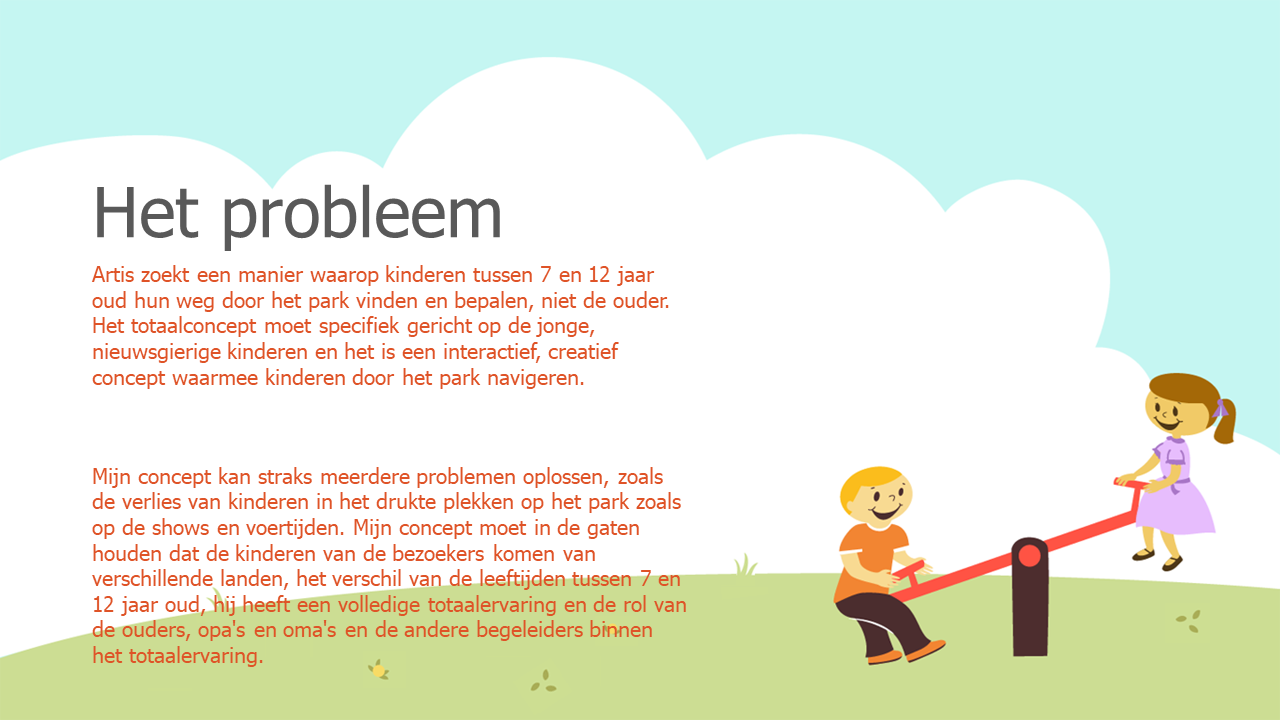 Het probleem
Artis zoekt een manier waarop kinderen tussen 7 en 12 jaar
oud hun weg door het park vinden en bepalen, niet de ouder.
Het totaalconcept moet specifiek gericht op de jonge,
nieuwsgierige kinderen en het is een interactief, creatief
concept waarmee kinderen door het park navigeren.
Mijn concept kan straks meerdere problemen oplossen, zoals
de verlies van kinderen in het drukte plekken op het park zoals
op de shows en voertijden. Mijn concept moet in de gaten
houden dat de kinderen van de bezoekers komen van
verschillende landen, het verschil van de leeftijden tussen 7 en
12 jaar oud, hij heeft een volledige totaalervaring en de rol van
de ouders, opa's en oma's en de andere begeleiders binnen
het totaalervaring.